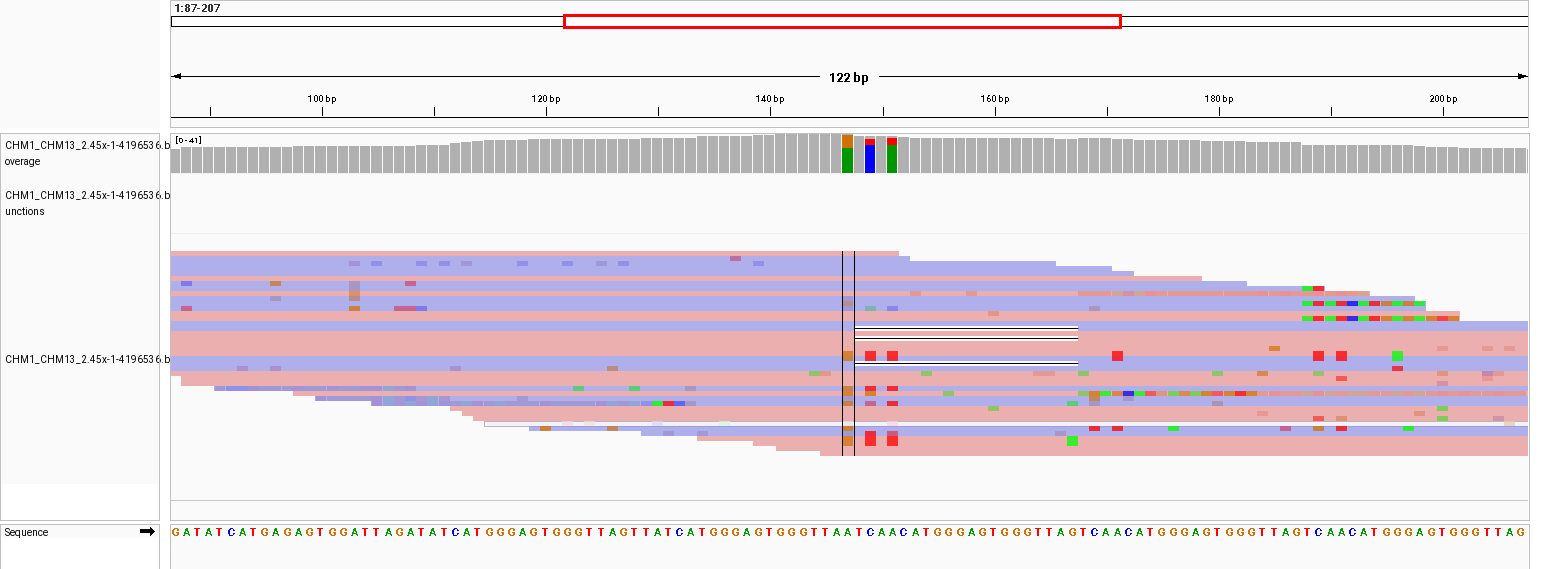 1:87-207
122 bp
100 bp 120 bp 140 bp 160 bp 180 bp 200 bp
CHM1_CHM13_2.45x-1-4196536.b
overage
[0-41]
CHM1_CHM13_2.45x-1-4196536.b
unctions
CHM1_CHM13_2.45x-1-4196536.b
Sequence
GATATCATGAGAGTGGATTAGATATCATGGGAGTGGGTTAGTTATCATGGGAGTGGGTTAATCAACATGGGAGTGGGTTAGTCAACATGGGAGTGGGTTAGTCAACATGGGAGTGGGTTAG